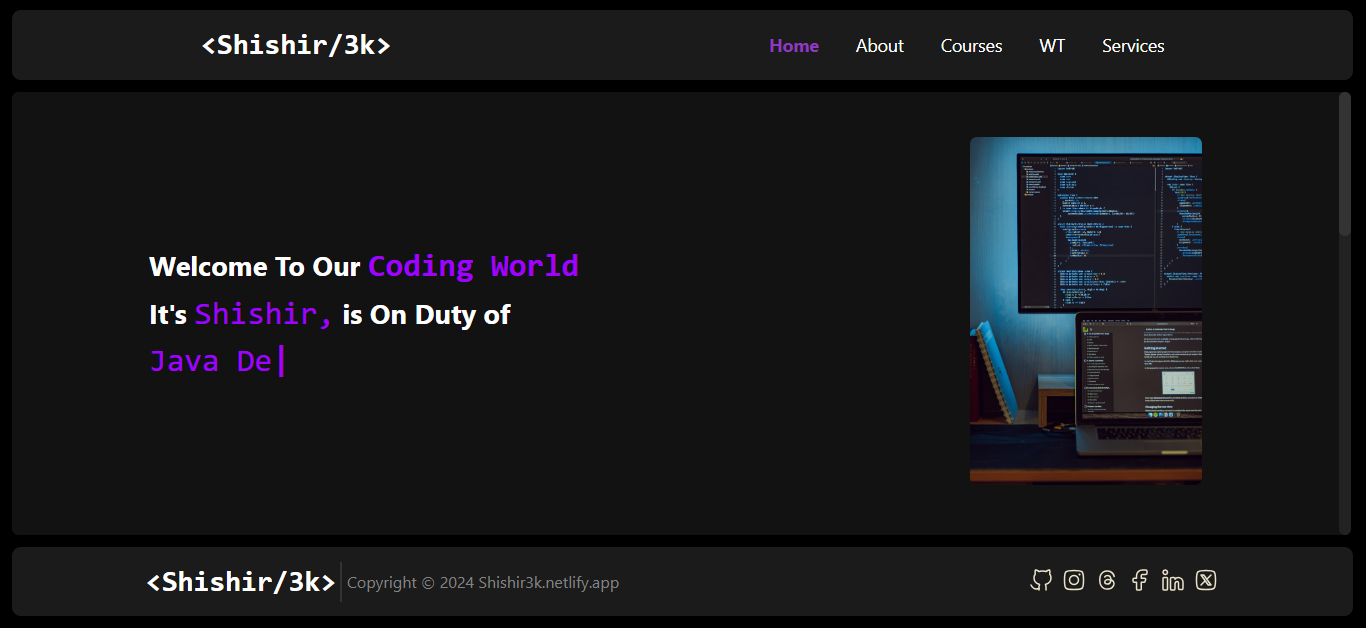 <Shishir/3k>
Home About Courses WT Services
Welcome To Our Coding World
It's Shishir, is On Duty of
Java De|
<Shishir/3k> Copyright © 2024 Shishir3k.netlify.app